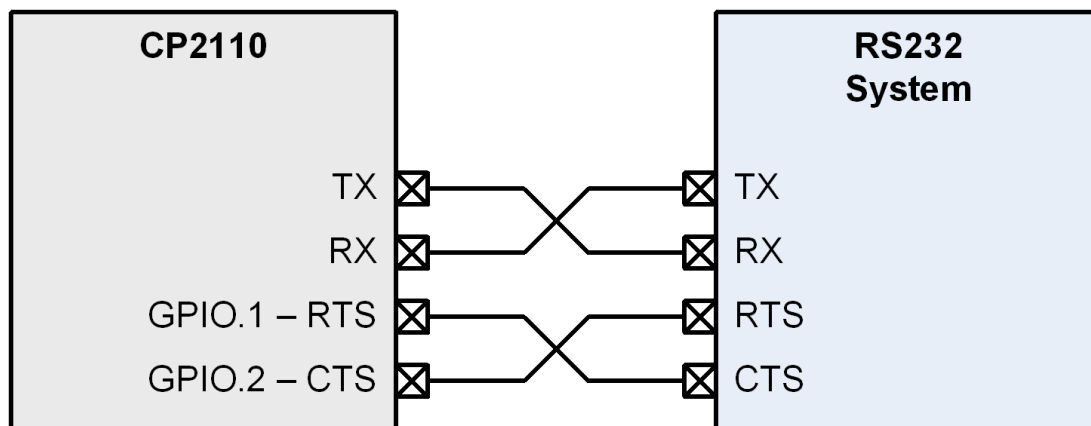 CP2110
TX
RX
GPIO.1 – RTS
GPIO.2 – CTS
RS232
System
TX
RX
RTS
CTS